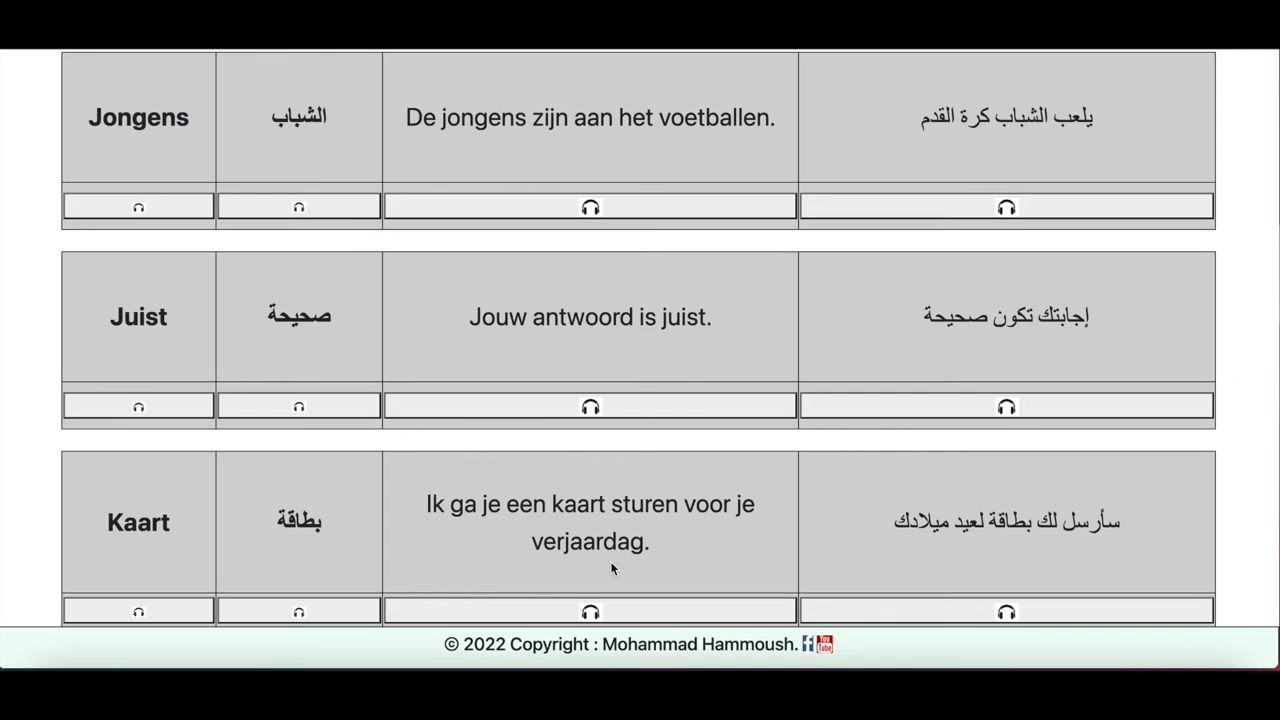 Jongens
الشباب
De jongens zijn aan het voetballen.
يلعب الشباب كرة القدم
Juist
صحيحة
Jouw antwoord is juist.
إجابتك تكون صحيحة
Kaart
بطاقة
Ik ga je een kaart sturen voor je
verjaardag.
سأرسل لك بطاقة لعيد ميلادك
© 2022 Copyright : Mohammad Hammoush. f You Tube